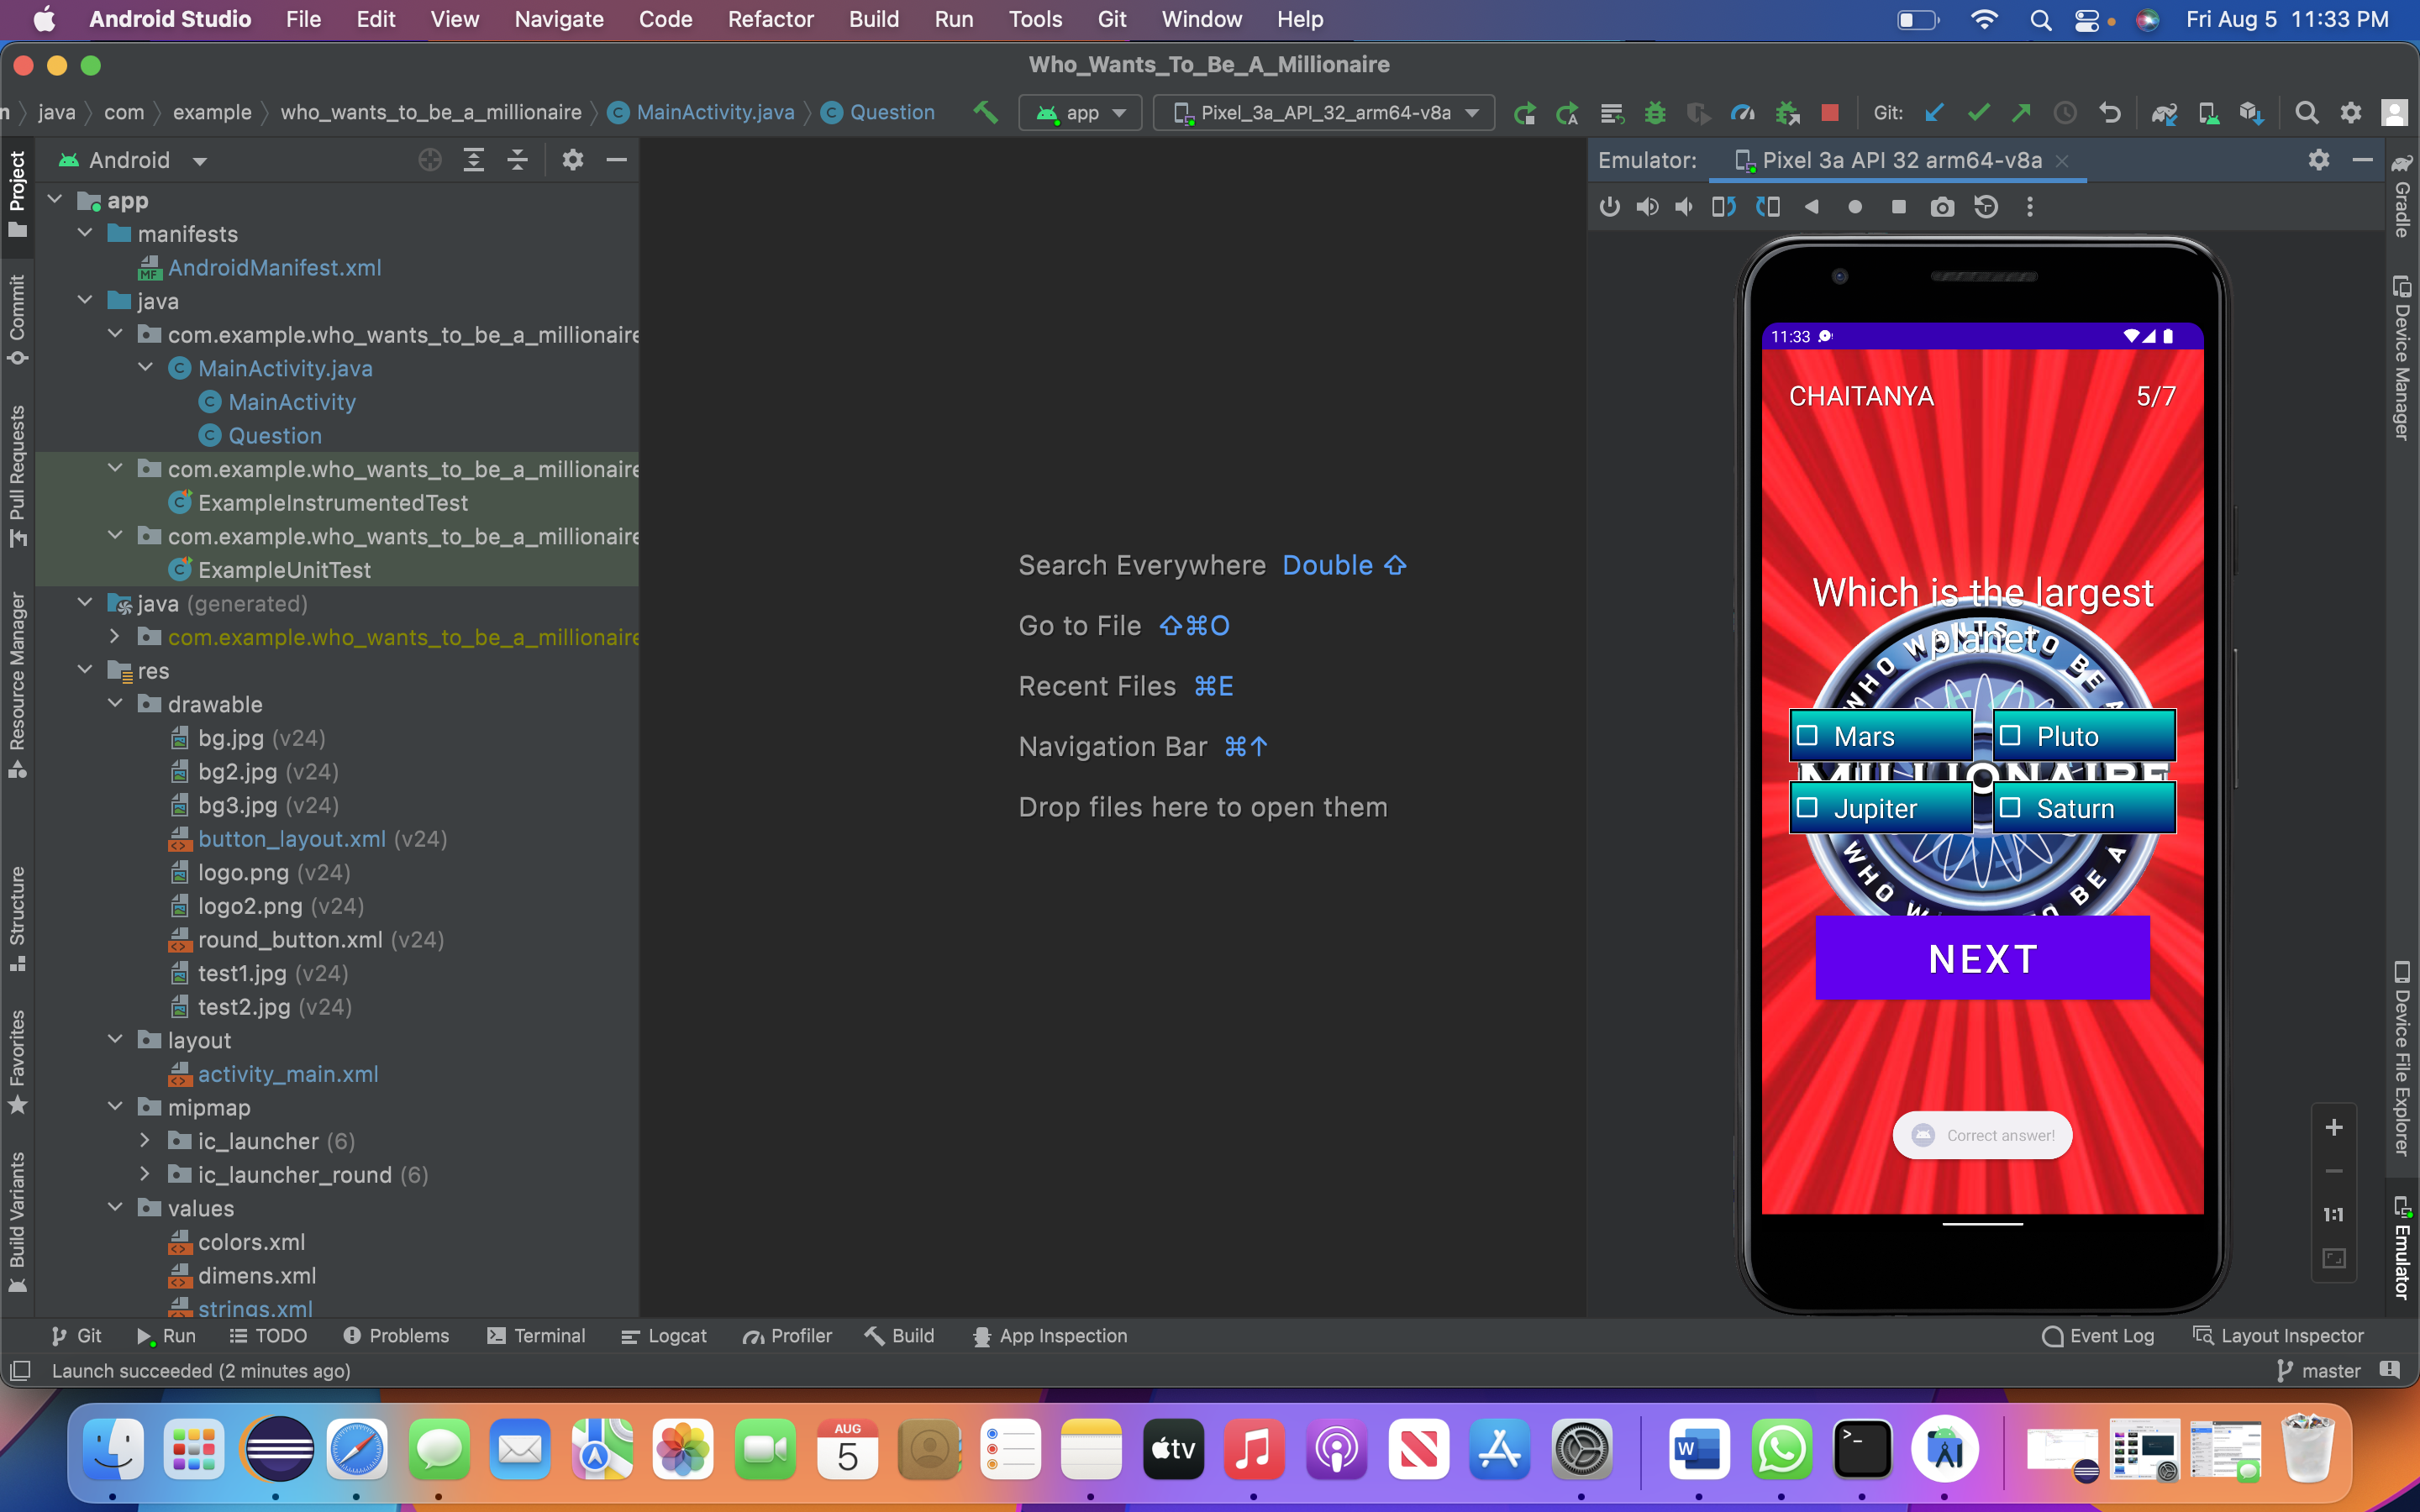 Android Studio File Edit View Navigate Code Refactor Build Run Tools Git Window Help Fri Aug 5 11:33 PM
Who_Wants_To_Be_A_Millionaire
java com example who_wants_to_be_a_millionaire MainActivity.java Question app Pixel_3a_API_32_arm64-v8a Git:
Android
Emulator: Pixel 3a API 32 arm64-v8a
Project
Commit
Pull Requests
Resource Manager
Structure
Favorites
Build Variants
app
manifests
AndroidManifest.xml
java
com.example.who_wants_to_be_a_millionaire
MainActivity.java
MainActivity
Question
com.example.who_wants_to_be_a_millionaire
ExampleInstrumentedTest
com.example.who_wants_to_be_a_millionaire
ExampleUnitTest
java (generated)
com.example.who_wants_to_be_a_millionaire
res
drawable
bg.jpg (v24)
bg2.jpg (v24)
bg3.jpg (v24)
button_layout.xml (v24)
logo.png (v24)
logo2.png (v24)
round_button.xml (v24)
test1.jpg (v24)
test2.jpg (v24)
layout
activity_main.xml
mipmap
ic_launcher (6)
ic_launcher_round (6)
values
colors.xml
dimens.xml
strings.xml
Search Everywhere Double ⇧
Go to File ⇧⌘O
Recent Files ⌘E
Navigation Bar ⌘↑
Drop files here to open them
11:33
CHAITANYA 5/7
Which is the largest
planet
WHO WANTS TO BE A
Mars Pluto
MILLIONAIRE
Jupiter Saturn
WHO W TO BE A
NEXT
Correct answer!
1:1
Gradle
Device Manager
Device File Explorer
Emulator
Git Run TODO Problems Terminal Logcat Profiler Build App Inspection Event Log Layout Inspector
Launch succeeded (2 minutes ago) master
AUG
5
tv
W